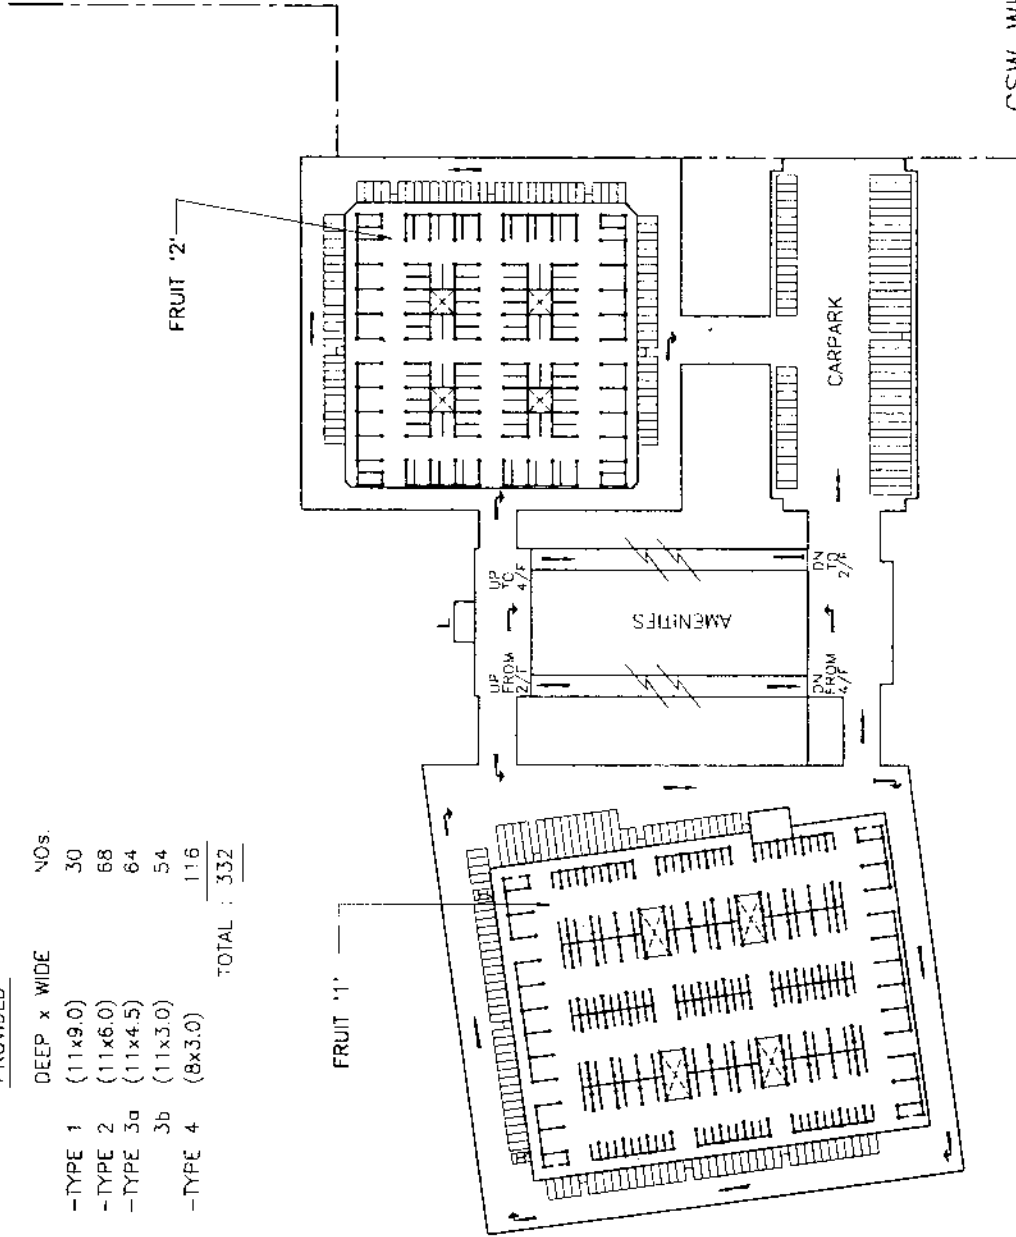 PROVIDED
DEEP x WIDE NOs.
-TYPE 1 (11x9.0) 30
-TYPE 2 (11x6.0) 68
-TYPE 3a (11x4.5) 64
3b (11x3.0) 54
-TYPE 4 (8x3.0) 116
TOTAL : 332
FRUIT '2'
FRUIT '1'
L
UP
FROM
2/F
UP
TO
4/F
AMENITIES
DN
FROM
4/F
DN
TO
2/F
CARPARK